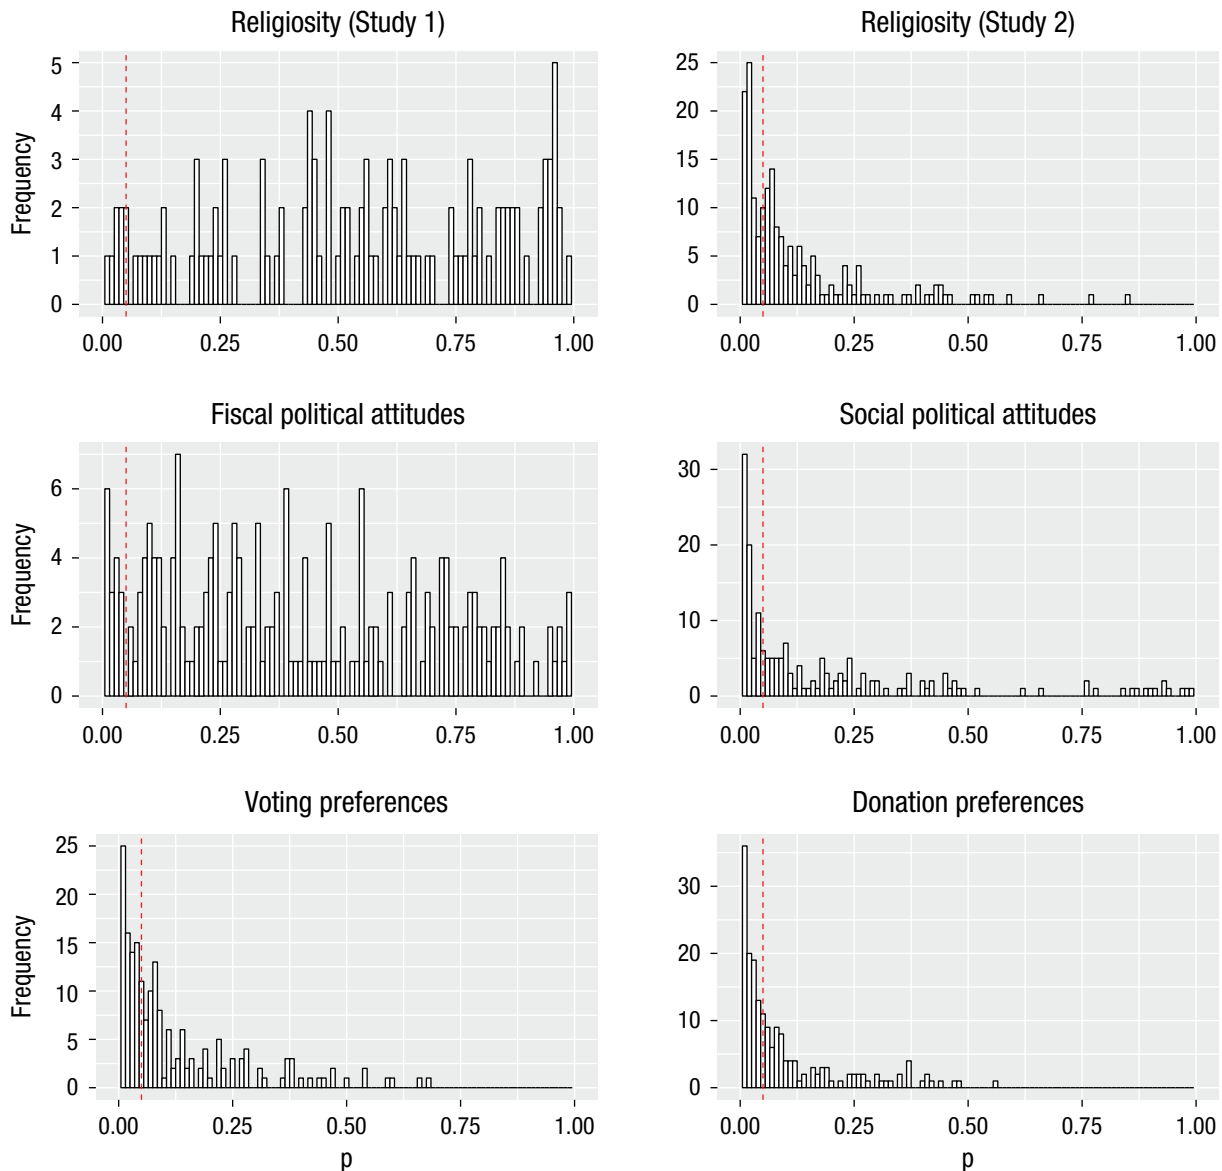 Religiosity (Study 1)
Religiosity (Study 2)
Frequency
5
4
3
2
1
0
0.00 0.25 0.50 0.75 1.00
25
20
15
10
5
0
0.00 0.25 0.50 0.75 1.00
Fiscal political attitudes
Social political attitudes
Frequency
6
4
2
0
0.00 0.25 0.50 0.75 1.00
30
20
10
0
0.00 0.25 0.50 0.75 1.00
Voting preferences
Donation preferences
Frequency
25
20
15
10
5
0
0.00 0.25 0.50 0.75 1.00
p
30
20
10
0
0.00 0.25 0.50 0.75 1.00
p